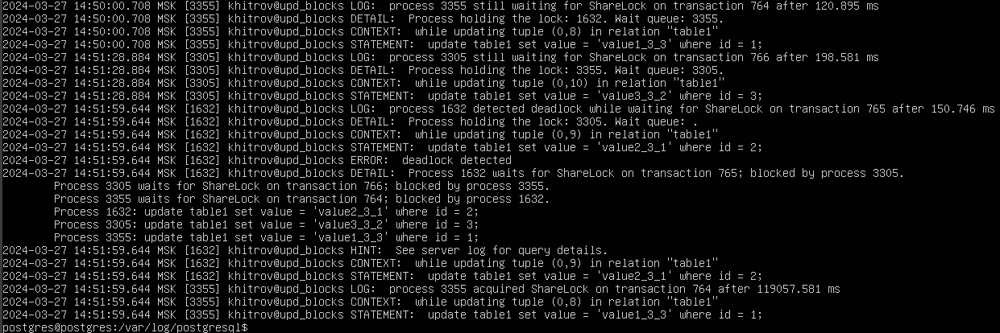 2024-03-27 14:50:00.708 MSK [3355] khitrov@upd_blocks LOG:  process 3355 still waiting for ShareLock on transaction 764 after 120.895 ms
2024-03-27 14:50:00.708 MSK [3355] khitrov@upd_blocks DETAIL:  Process holding the lock: 1632. Wait queue: 3355.
2024-03-27 14:50:00.708 MSK [3355] khitrov@upd_blocks CONTEXT:  while updating tuple (0,8) in relation "table1"
2024-03-27 14:50:00.708 MSK [3355] khitrov@upd_blocks STATEMENT:  update table1 set value = 'value1_3_3' where id = 1;
2024-03-27 14:51:28.884 MSK [3305] khitrov@upd_blocks LOG:  process 3305 still waiting for ShareLock on transaction 766 after 198.581 ms
2024-03-27 14:51:28.884 MSK [3305] khitrov@upd_blocks DETAIL:  Process holding the lock: 3355. Wait queue: 3305.
2024-03-27 14:51:28.884 MSK [3305] khitrov@upd_blocks CONTEXT:  while updating tuple (0,10) in relation "table1"
2024-03-27 14:51:28.884 MSK [3305] khitrov@upd_blocks STATEMENT:  update table1 set value = 'value3_3_2' where id = 3;
2024-03-27 14:51:59.644 MSK [1632] khitrov@upd_blocks LOG:  process 1632 detected deadlock while waiting for ShareLock on transaction 765 after 150.746 ms
2024-03-27 14:51:59.644 MSK [1632] khitrov@upd_blocks DETAIL:  Process holding the lock: 3305. Wait queue: .
2024-03-27 14:51:59.644 MSK [1632] khitrov@upd_blocks CONTEXT:  while updating tuple (0,9) in relation "table1"
2024-03-27 14:51:59.644 MSK [1632] khitrov@upd_blocks STATEMENT:  update table1 set value = 'value2_3_1' where id = 2;
2024-03-27 14:51:59.644 MSK [1632] khitrov@upd_blocks ERROR:  deadlock detected
2024-03-27 14:51:59.644 MSK [1632] khitrov@upd_blocks DETAIL:  Process 1632 waits for ShareLock on transaction 765; blocked by process 3305.
Process 3305 waits for ShareLock on transaction 766; blocked by process 3355.
Process 3355 waits for ShareLock on transaction 764; blocked by process 1632.
Process 1632: update table1 set value = 'value2_3_1' where id = 2;
Process 3305: update table1 set value = 'value3_3_2' where id = 3;
Process 3355: update table1 set value = 'value1_3_3' where id = 1;
2024-03-27 14:51:59.644 MSK [1632] khitrov@upd_blocks HINT:  See server log for query details.
2024-03-27 14:51:59.644 MSK [1632] khitrov@upd_blocks CONTEXT:  while updating tuple (0,9) in relation "table1"
2024-03-27 14:51:59.644 MSK [1632] khitrov@upd_blocks STATEMENT:  update table1 set value = 'value2_3_1' where id = 2;
2024-03-27 14:51:59.644 MSK [3355] khitrov@upd_blocks LOG:  process 3355 acquired ShareLock on transaction 764 after 119057.581 ms
2024-03-27 14:51:59.644 MSK [3355] khitrov@upd_blocks CONTEXT:  while updating tuple (0,8) in relation "table1"
2024-03-27 14:51:59.644 MSK [3355] khitrov@upd_blocks STATEMENT:  update table1 set value = 'value1_3_3' where id = 1;
postgres@postgres:/var/log/postgresql$